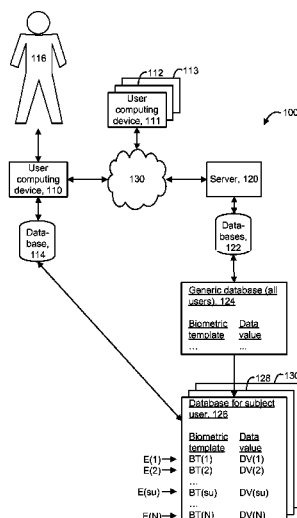 116
112
113
User
computing
device, 111
100
User
computing
device, 110
130
Server, 120
Data-
base,
114
Data-
bases,
122
Generic database (all
users), 124
Biometric Data
template value
... ...
128 130
Database for subject
user, 126
Biometric Data
template value
E(1) BT(1) DV(1)
E(2) BT(2) DV(2)
... ...
E(su) BT(su) DV(su)
... ...
E(N) BT(N) DV(N)